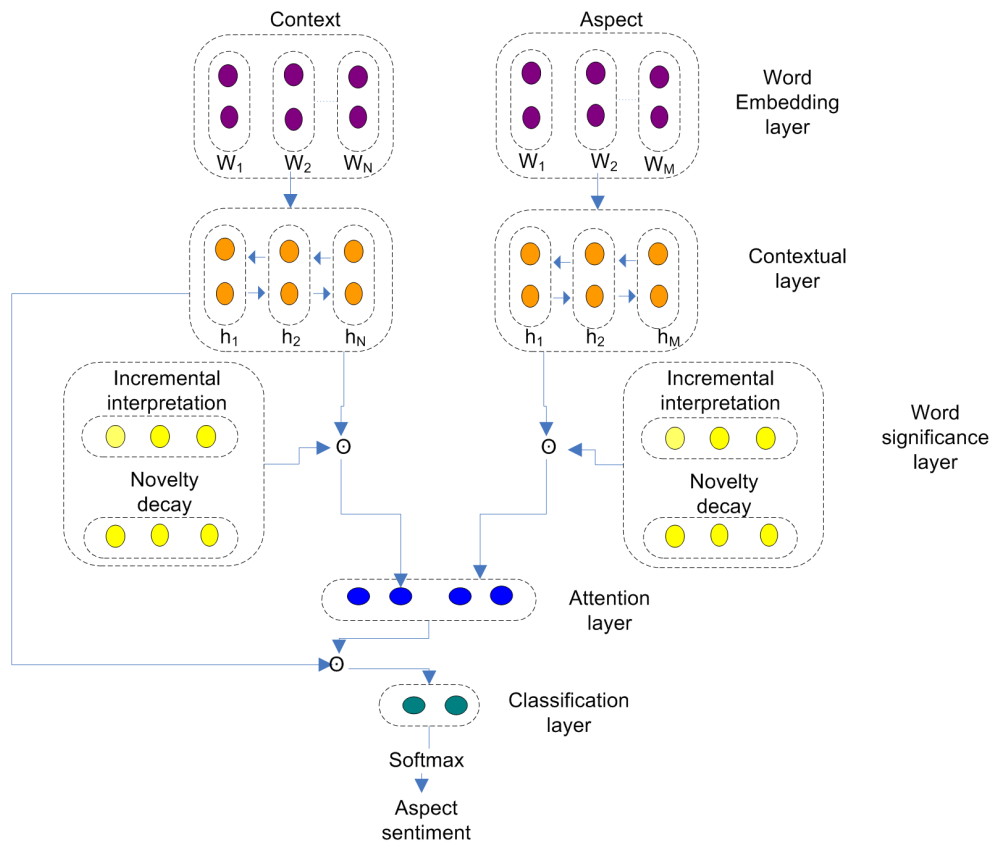 Context
Aspect
Word
Embedding
layer
W1 W2 WN
W1 W2 WM
Contextual
layer
h1 h2 hN
h1 h2 hM
Incremental
interpretation
Novelty
decay
ʘ
ʘ
Incremental
interpretation
Novelty
decay
Word
significance
layer
Attention
layer
ʘ
Classification
layer
Softmax
Aspect
sentiment